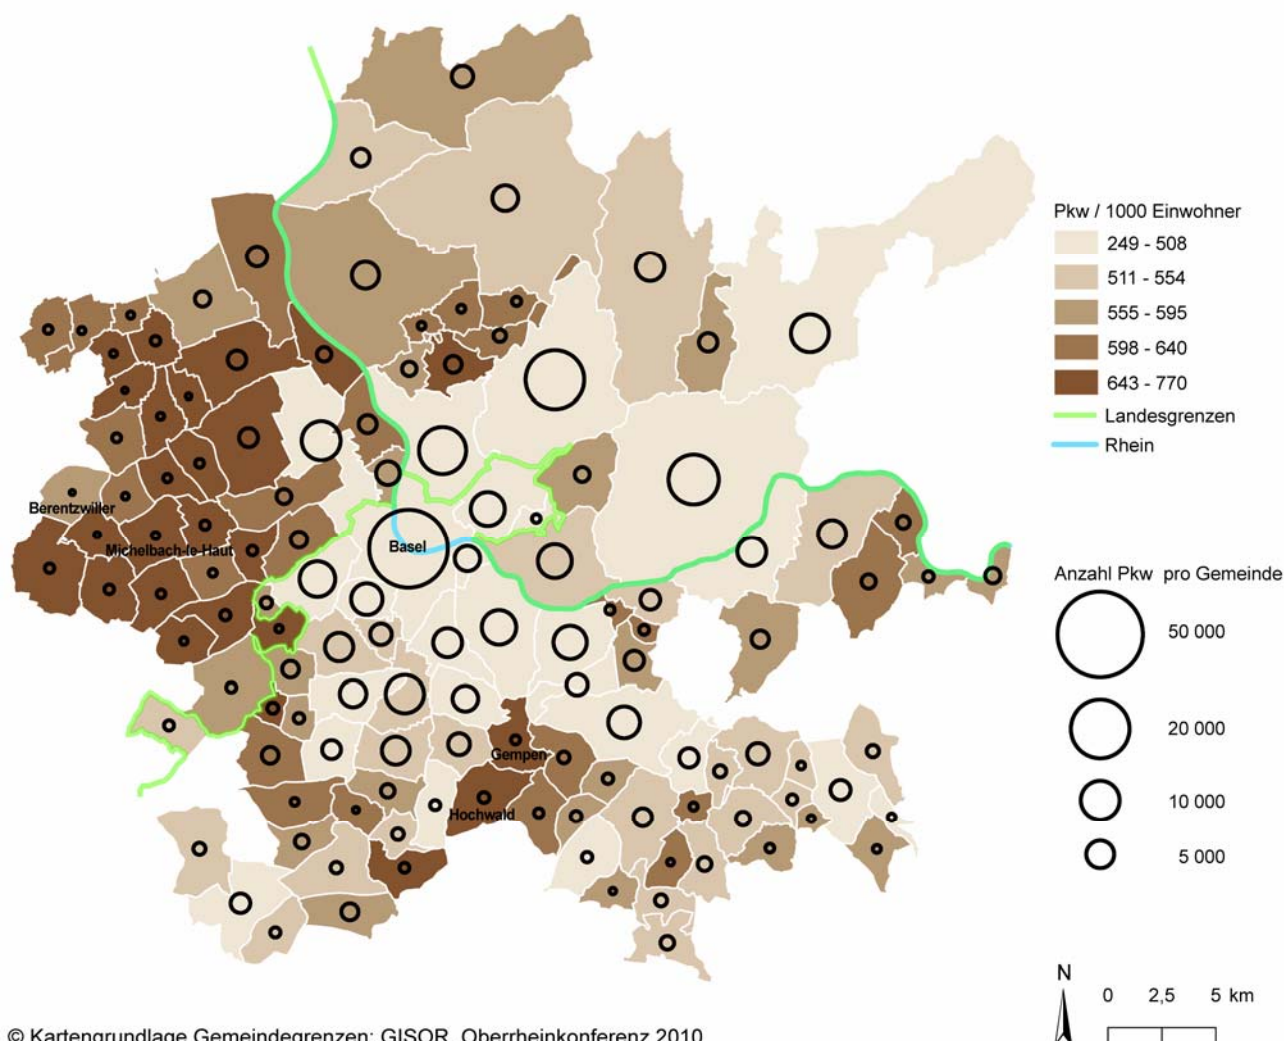 Pkw / 1000 Einwohner
249 - 508
511 - 554
555 - 595
598 - 640
643 - 770
Landesgrenzen
Rhein
Berentzwiller
Michelbach-le-Haut
Basel
Gempen
Hochwald
Anzahl Pkw pro Gemeinde
50 000
20 000
10 000
5 000
N
0 2,5 5 km
© Kartengrundlage Gemeindegrenzen: GISOR, Oberrheinkonferenz 2010